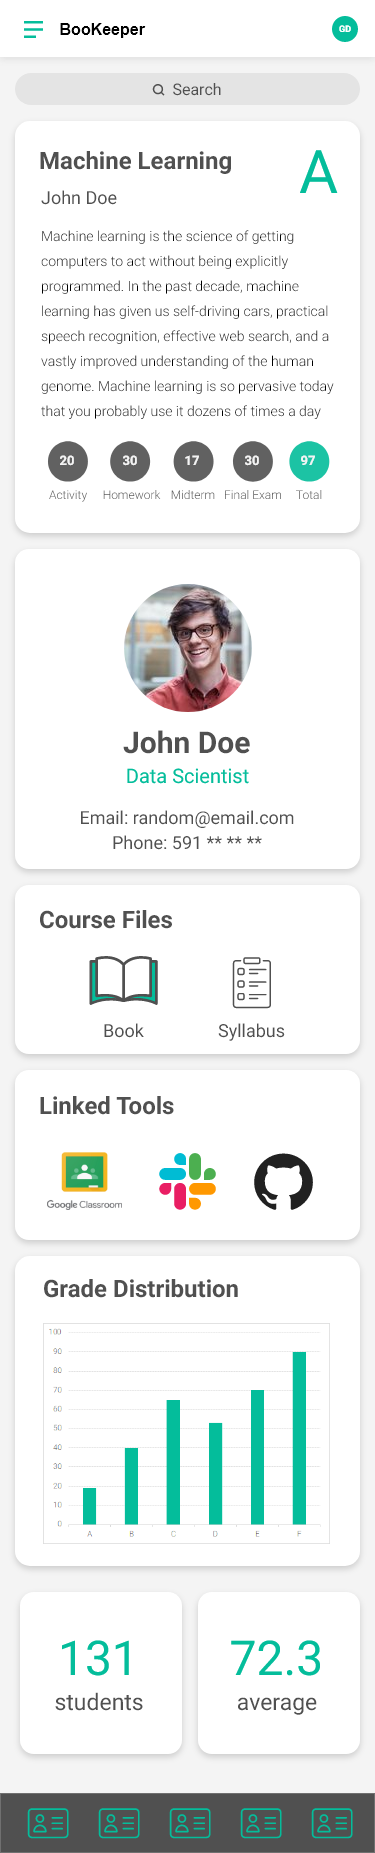 BooKeeper
GD
Search
Machine Learning
A
John Doe
Machine learning is the science of getting
computers to act without being explicitly
programmed. In the past decade, machine
learning has given us self-driving cars, practical
speech recognition, effective web search, and a
vastly improved understanding of the human
genome. Machine learning is so pervasive today
that you probably use it dozens of times a day
20 30 17 30 97
Activity Homework Midterm Final Exam Total
John Doe
Data Scientist
Email: random@email.com
Phone: 591 ** ** **
Course Files
Book Syllabus
Linked Tools
Google Classroom
Grade Distribution
100
90
80
70
60
50
40
30
20
10
0
A B C D E F
131
students
72.3
average